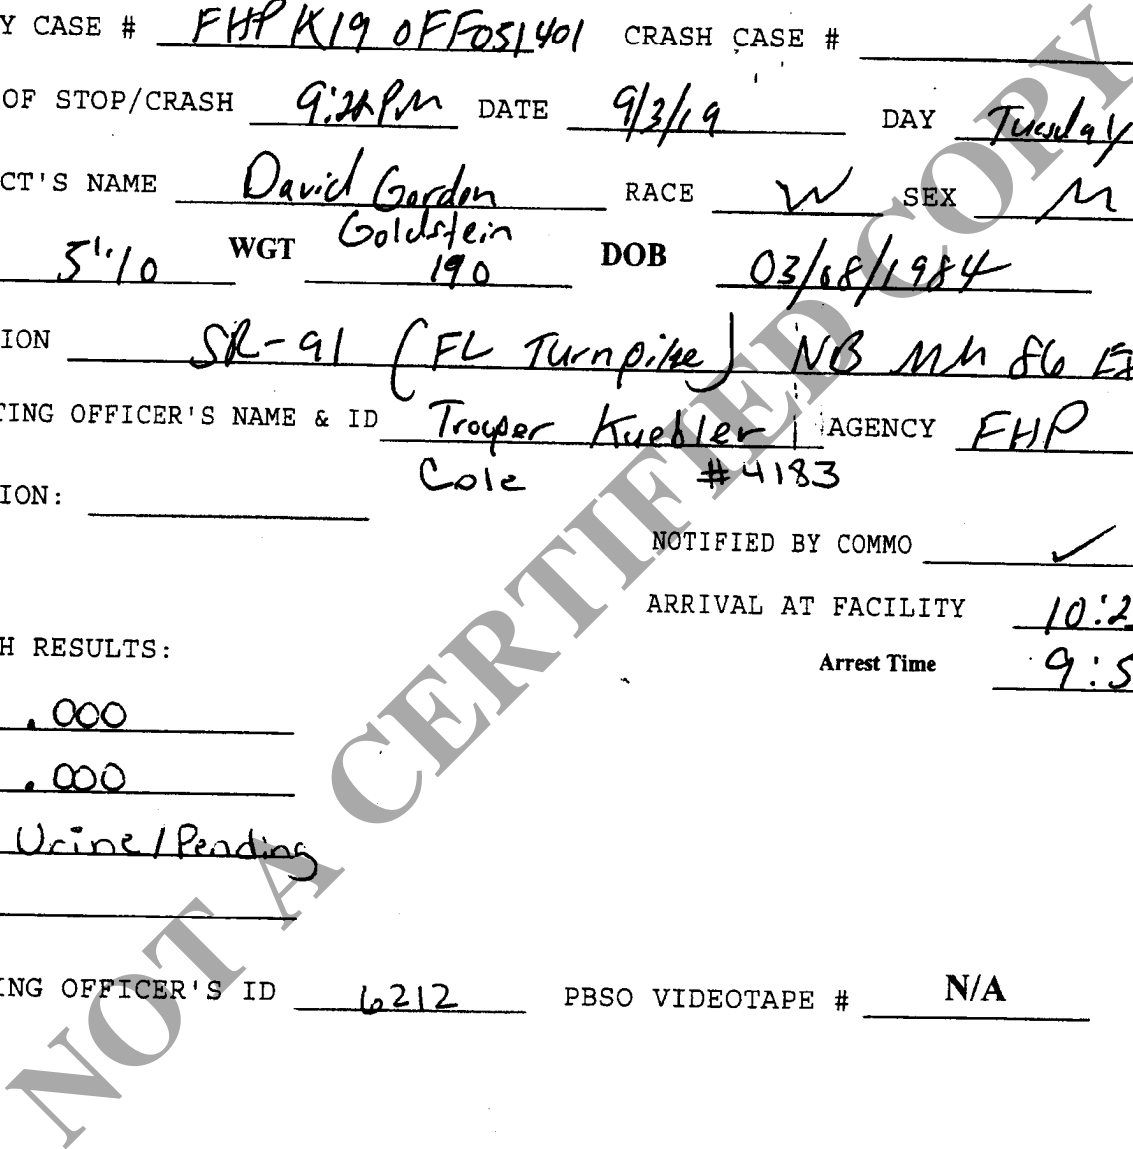 Y CASE # FHP K19 OFF051401 CRASH CASE #
OF STOP/CRASH 9:22 PM DATE 9/3/19 DAY Tuesday
CT'S NAME David Gordon Goldstein RACE W SEX M
5'10 WGT 190 DOB 03/08/1984
ION SR-91 (FL Turnpike) NB MM 86
TING OFFICER'S NAME & ID Trooper Kuebler AGENCY FHP
Cole #4183
ION:
NOTIFIED BY COMMO ✓
ARRIVAL AT FACILITY 10:2
H RESULTS:
Arrest Time 9:5
.000
.000
Urine/Pending
ING OFFICER'S ID 6212 PBSO VIDEOTAPE # N/A
NOT A CERTIFIED COPY